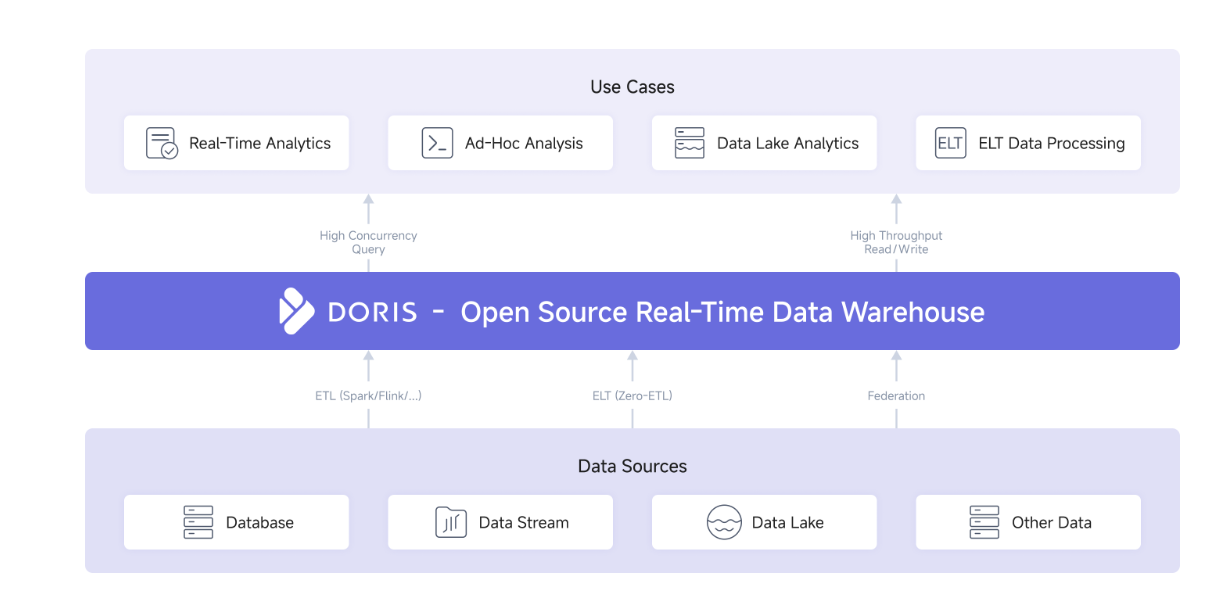 Use Cases
Real-Time Analytics
Ad-Hoc Analysis
Data Lake Analytics
ELT ELT Data Processing
High Concurrency
Query
High Throughput
Read/Write
DORIS - Open Source Real-Time Data Warehouse
ETL (Spark/Flink/...)
ELT (Zero-ETL)
Federation
Data Sources
Database
Data Stream
Data Lake
Other Data